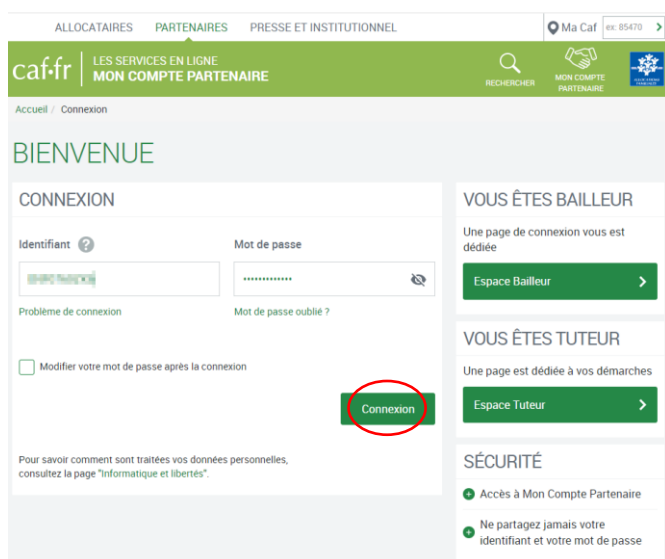 ALLOCATAIRES PARTENAIRES PRESSE ET INSTITUTIONNEL Ma Caf ex: 85470
caf.fr LES SERVICES EN LIGNE
MON COMPTE PARTENAIRE
RECHERCHER MON COMPTE
PARTENAIRE
Accueil / Connexion
BIENVENUE
CONNEXION
Identifiant ? Mot de passe
•••••••••••••
Problème de connexion Mot de passe oublié ?
Modifier votre mot de passe après la connexion
Connexion
Pour savoir comment sont traitées vos données personnelles,
consultez la page "Informatique et libertés".
VOUS ÊTES BAILLEUR
Une page de connexion vous est
dédiée
Espace Bailleur
VOUS ÊTES TUTEUR
Une page est dédiée à vos démarches
Espace Tuteur
SÉCURITÉ
Accès à Mon Compte Partenaire
Ne partagez jamais votre
identifiant et votre mot de passe